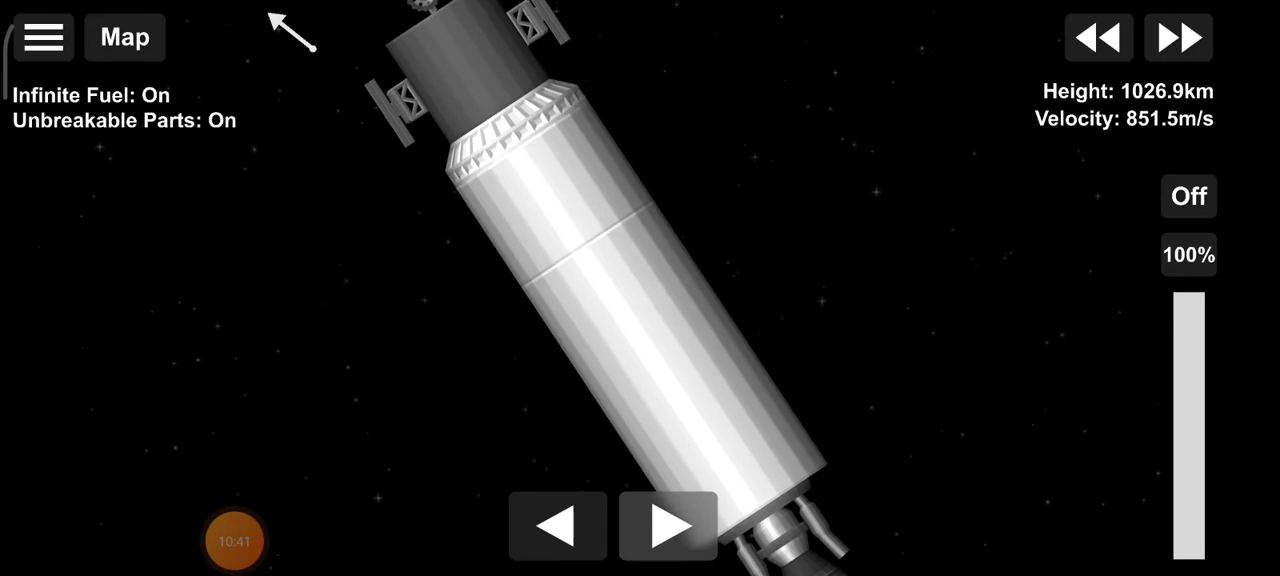 Map
Infinite Fuel: On
Unbreakable Parts: On
Height: 1026.9km
Velocity: 851.5m/s
Off
100%
10:41